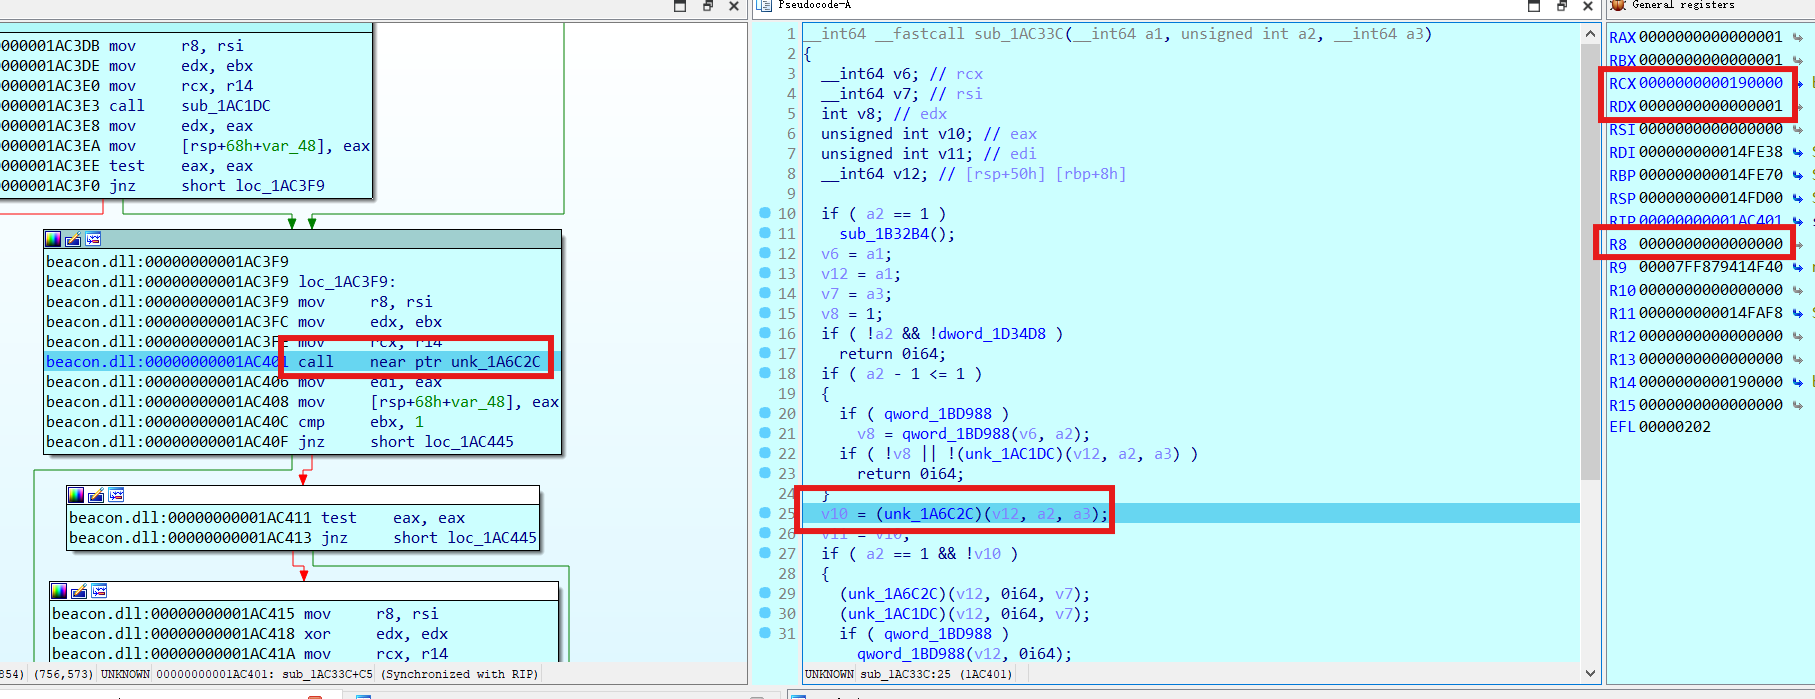 0000001AC3DB mov r8, rsi
0000001AC3DE mov edx, ebx
0000001AC3E0 mov rcx, r14
0000001AC3E3 call sub_1AC1DC
0000001AC3E8 mov edx, eax
0000001AC3EA mov [rsp+68h+var_48], eax
0000001AC3EE test eax, eax
0000001AC3F0 jnz short loc_1AC3F9
beacon.dll:00000000001AC3F9
beacon.dll:00000000001AC3F9 loc_1AC3F9:
beacon.dll:00000000001AC3F9 mov r8, rsi
beacon.dll:00000000001AC3FC mov edx, ebx
beacon.dll:00000000001AC3FE mov rcx, r14
beacon.dll:00000000001AC401 call near ptr unk_1A6C2C
beacon.dll:00000000001AC406 mov edi, eax
beacon.dll:00000000001AC408 mov [rsp+68h+var_48], eax
beacon.dll:00000000001AC40C cmp ebx, 1
beacon.dll:00000000001AC40F jnz short loc_1AC445
beacon.dll:00000000001AC411 test eax, eax
beacon.dll:00000000001AC413 jnz short loc_1AC445
beacon.dll:00000000001AC415 mov r8, rsi
beacon.dll:00000000001AC418 xor edx, edx
beacon.dll:00000000001AC41A mov rcx, r14
854) (756,573) UNKNOWN 00000000001AC401: sub_1AC33C+C5 (Synchronized with RIP)
Pseudocode-A
1 __int64 __fastcall sub_1AC33C(__int64 a1, unsigned int a2, __int64 a3)
2 {
3 __int64 v6; // rcx
4 __int64 v7; // rsi
5 int v8; // edx
6 unsigned int v10; // eax
7 unsigned int v11; // edi
8 __int64 v12; // [rsp+50h] [rbp+8h]
9
10 if ( a2 == 1 )
11 sub_1B32B4();
12 v6 = a1;
13 v12 = a1;
14 v7 = a3;
15 v8 = 1;
16 if ( !a2 && !dword_1D34D8 )
17 return 0i64;
18 if ( a2 - 1 <= 1 )
19 {
20 if ( qword_1BD988 )
21 v8 = qword_1BD988(v6, a2);
22 if ( !v8 || !(unk_1AC1DC)(v12, a2, a3) )
23 return 0i64;
24 }
25 v10 = (unk_1A6C2C)(v12, a2, a3);
26 v11 = v10;
27 if ( a2 == 1 && !v10 )
28 {
29 (unk_1A6C2C)(v12, 0i64, v7);
30 (unk_1AC1DC)(v12, 0i64, v7);
31 if ( qword_1BD988 )
qword_1BD988(v12, 0i64);
UNKNOWN sub_1AC33C:25 (1AC401)
General registers
RAX 0000000000000001
RBX 0000000000000001
RCX 0000000000190000
RDX 0000000000000001
RSI 0000000000000000
RDI 000000000014FE38
RBP 000000000014FE70
RSP 000000000014FD00
RIP 00000000001AC401
R8 0000000000000000
R9 00007FF879414F40
R10 0000000000000000
R11 000000000014FAF8
R12 0000000000000000
R13 0000000000000000
R14 0000000000190000
R15 0000000000000000
EFL 00000202